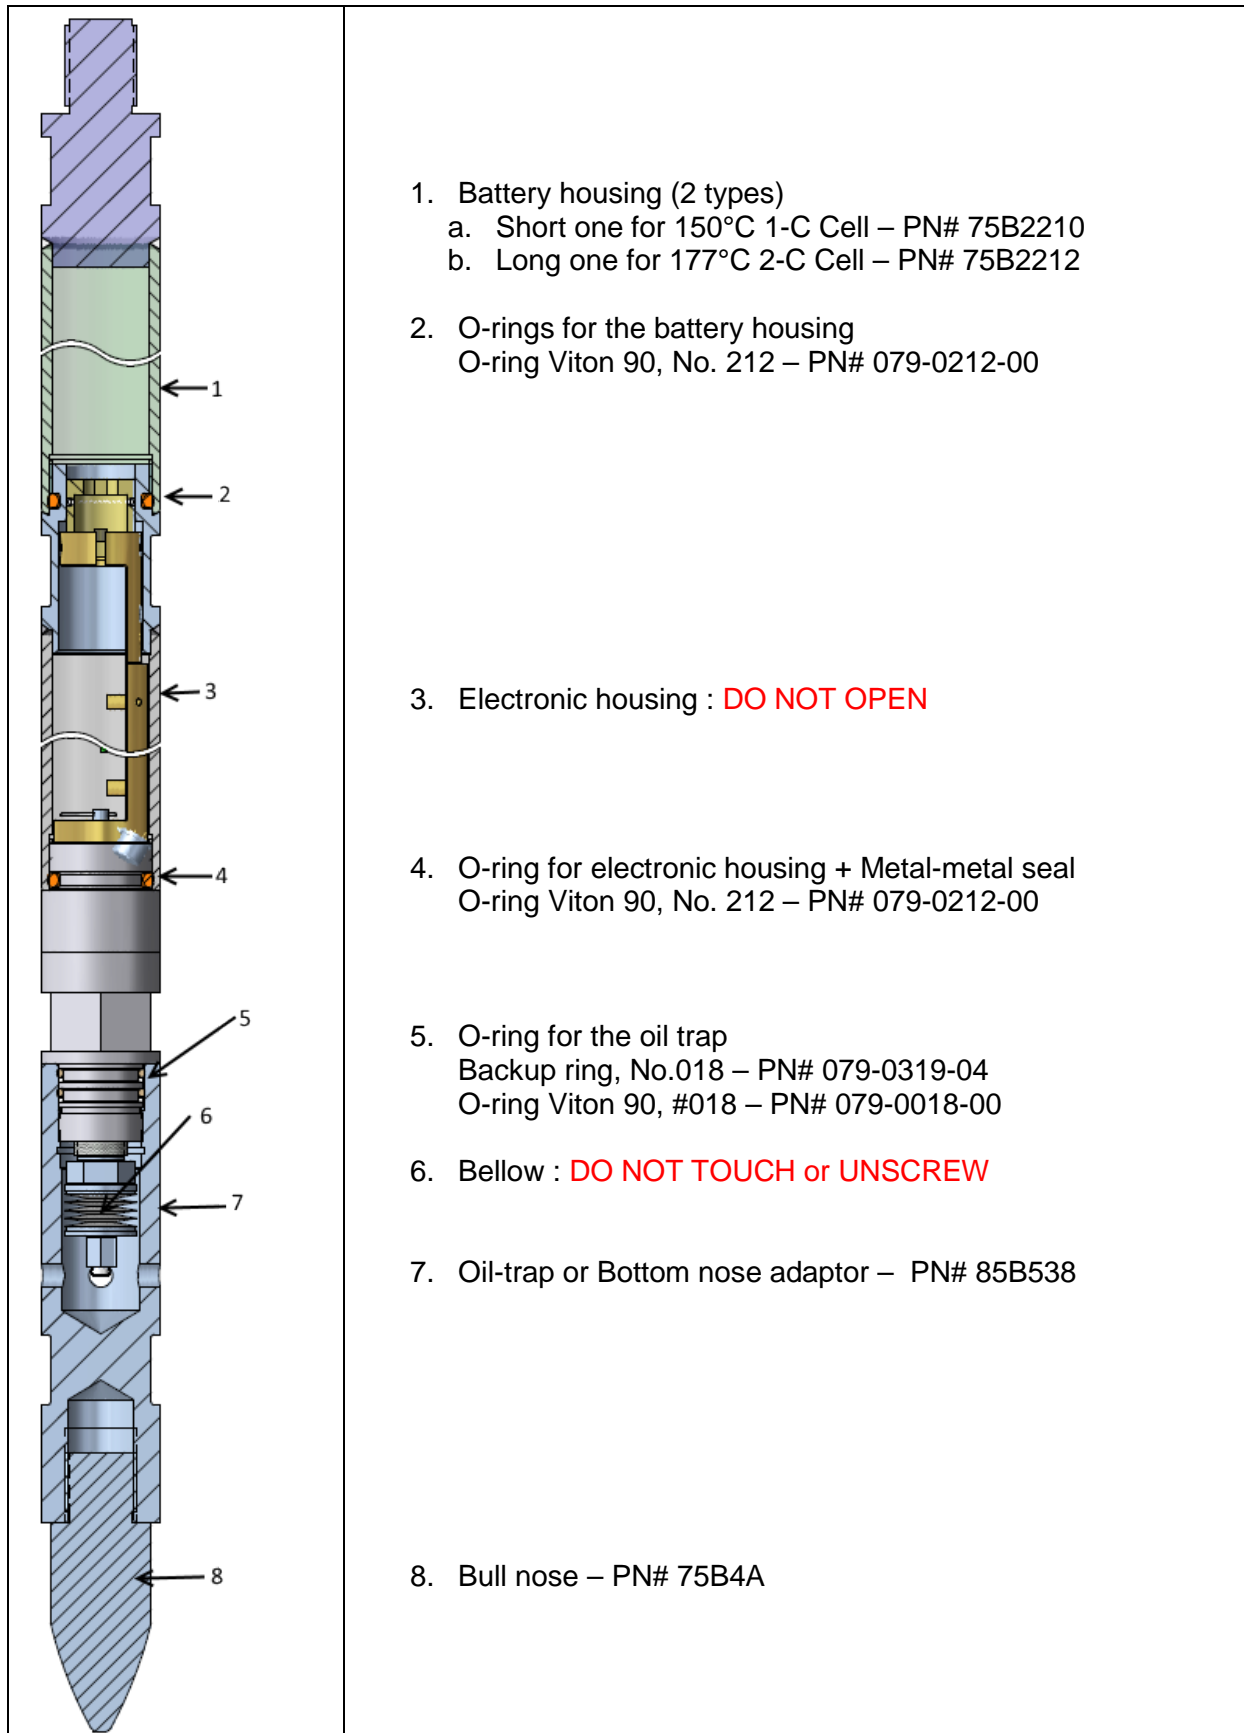 1
2
3
4
5
6
7
8
1. Battery housing (2 types)
a. Short one for 150°C 1-C Cell – PN# 75B2210
b. Long one for 177°C 2-C Cell – PN# 75B2212
2. O-rings for the battery housing
O-ring Viton 90, No. 212 – PN# 079-0212-00
3. Electronic housing : DO NOT OPEN
4. O-ring for electronic housing + Metal-metal seal
O-ring Viton 90, No. 212 – PN# 079-0212-00
5. O-ring for the oil trap
Backup ring, No.018 – PN# 079-0319-04
O-ring Viton 90, #018 – PN# 079-0018-00
6. Bellow : DO NOT TOUCH or UNSCREW
7. Oil-trap or Bottom nose adaptor – PN# 85B538
8. Bull nose – PN# 75B4A